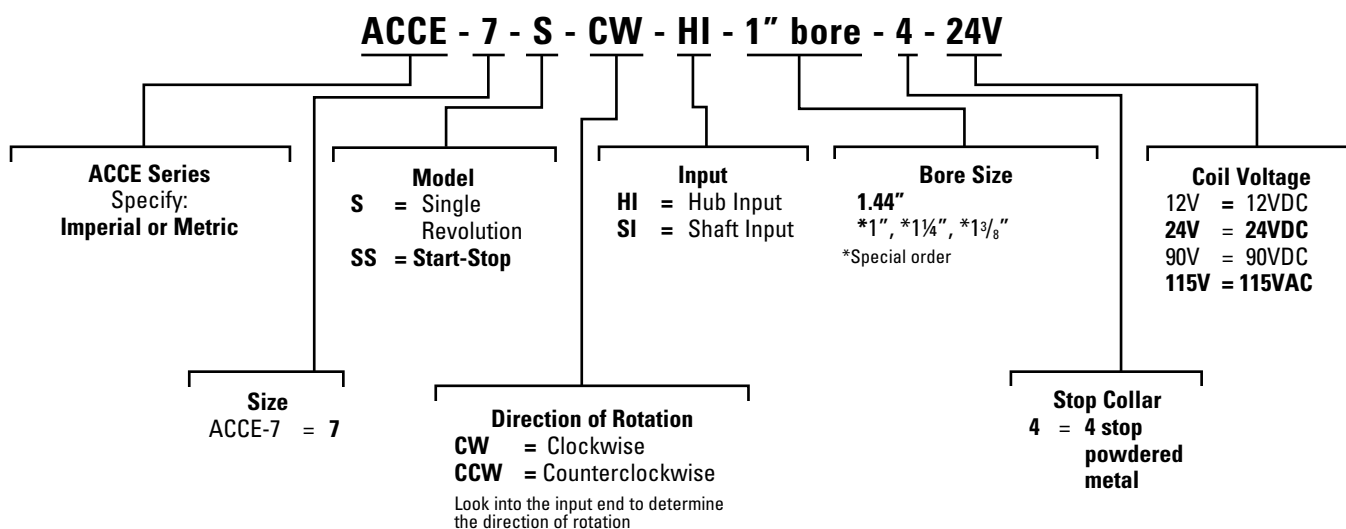 ACCE - 7 - S - CW - HI - 1” bore - 4 - 24V
ACCE Series
Specify:
Imperial or Metric
Model
S = Single
Revolution
SS = Start-Stop
Input
HI = Hub Input
SI = Shaft Input
Bore Size
1.44”
*1”, *1¼”, *1³/₈”
*Special order
Coil Voltage
12V = 12VDC
24V = 24VDC
90V = 90VDC
115V = 115VAC
Size
ACCE-7 = 7
Direction of Rotation
CW = Clockwise
CCW = Counterclockwise
Look into the input end to determine
the direction of rotation
Stop Collar
4 = 4 stop
powdered
metal